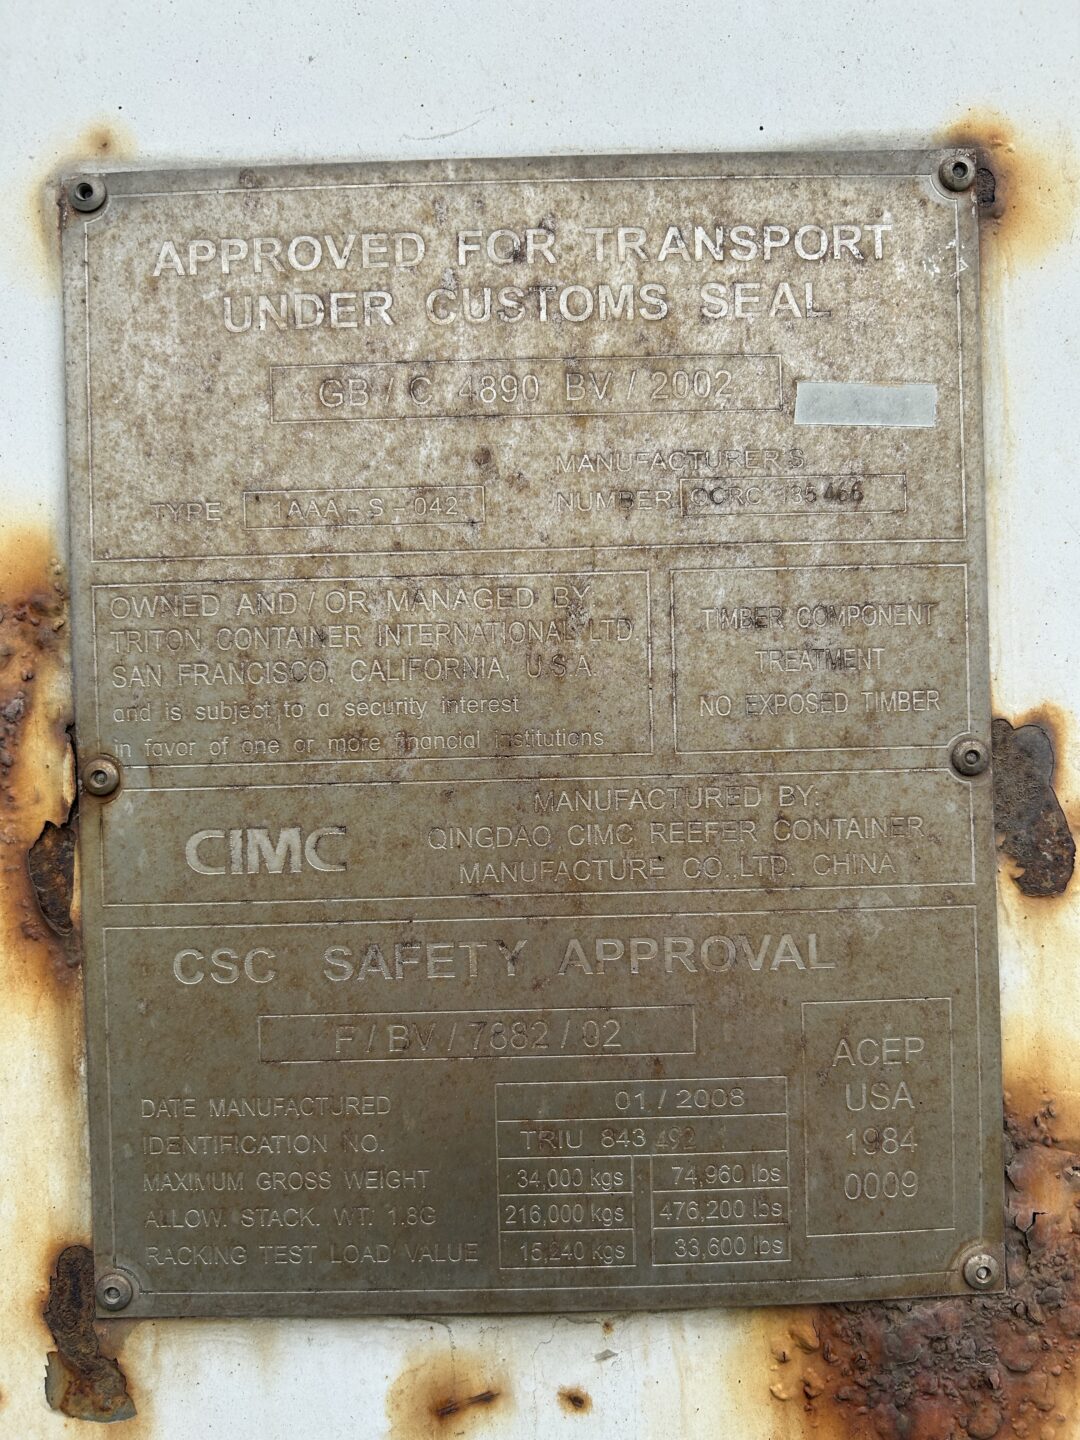 APPROVED FOR TRANSPORT
UNDER CUSTOMS SEAL
GB / C 4890 BV / 2002
MANUFACTURER'S
TYPE 1AAA - S - 042 NUMBER CCRC
OWNED AND / OR MANAGED BY
TRITON CONTAINER INTERNATIONAL LTD
SAN FRANCISCO, CALIFORNIA, U.S.A.
and is subject to a security interest
in favor of one or more financial institutions
TIMBER COMPONENT
TREATMENT
NO EXPOSED TIMBER
CIMC
MANUFACTURED BY:
QINGDAO CIMC REEFER CONTAINER
MANUFACTURE CO.,LTD. CHINA
CSC SAFETY APPROVAL
F / BV / 7882 / 02
DATE MANUFACTURED 01 / 2008
IDENTIFICATION NO. TRIU 843 492
MAXIMUM GROSS WEIGHT 34,000 kgs 74,960 lbs
ALLOW. STACK. WT. 1.8G 216,000 kgs 476,200 lbs
RACKING TEST LOAD VALUE 15,240 kgs 33,600 lbs
ACEP
USA
1984
0009